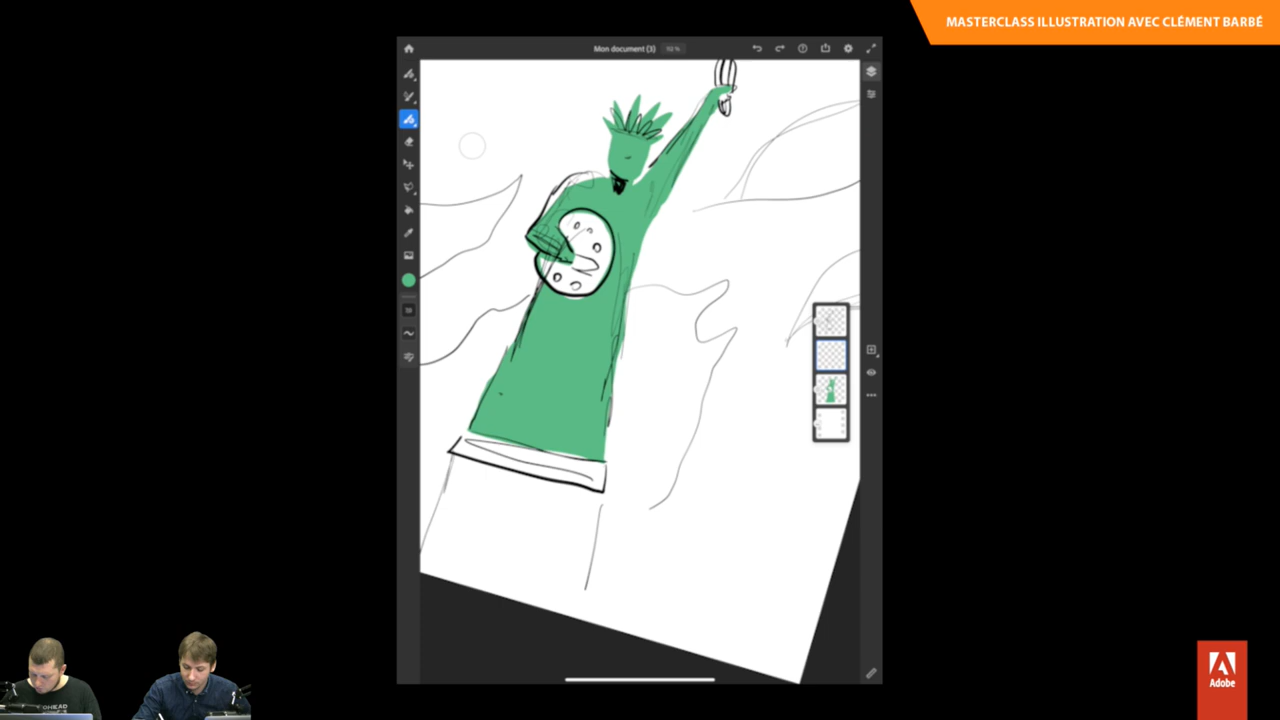 MASTERCLASS ILLUSTRATION AVEC CLÉMENT BARBÉ
Mon document (3)
Adobe